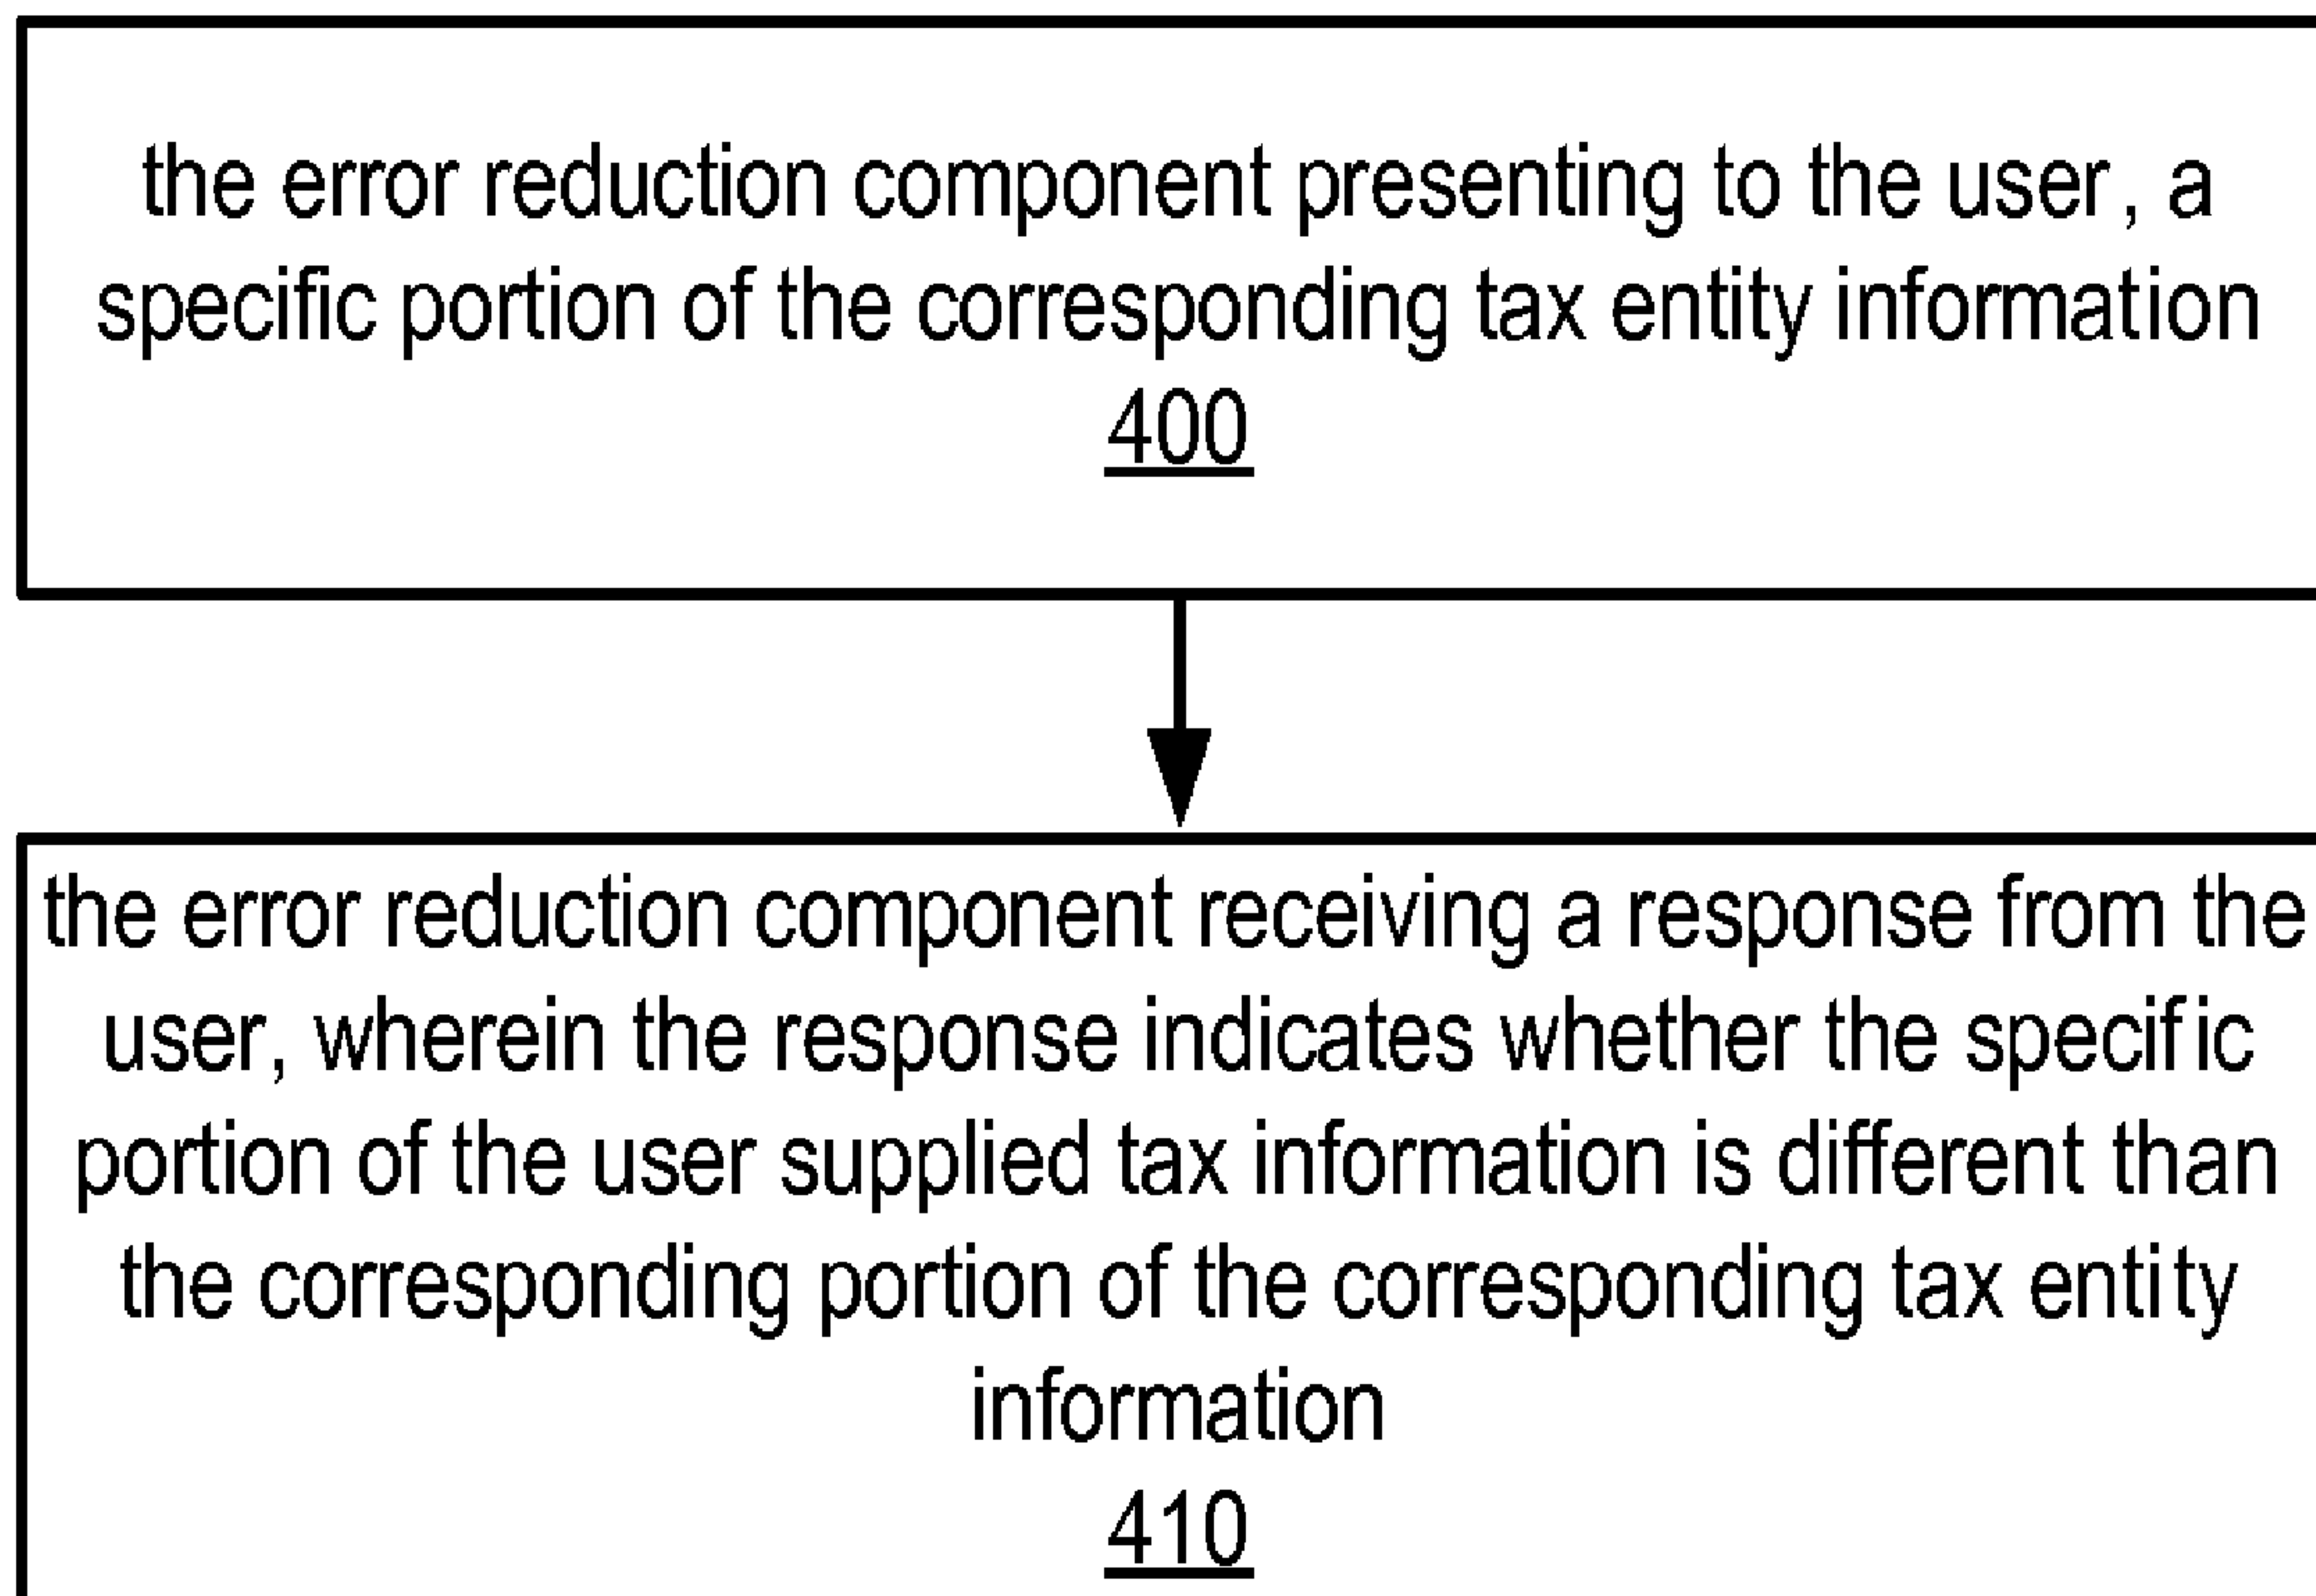 the error reduction component presenting to the user, a
specific portion of the corresponding tax entity information
400
the error reduction component receiving a response from the
user, wherein the response indicates whether the specific
portion of the user supplied tax information is different than
the corresponding portion of the corresponding tax entity
information
410